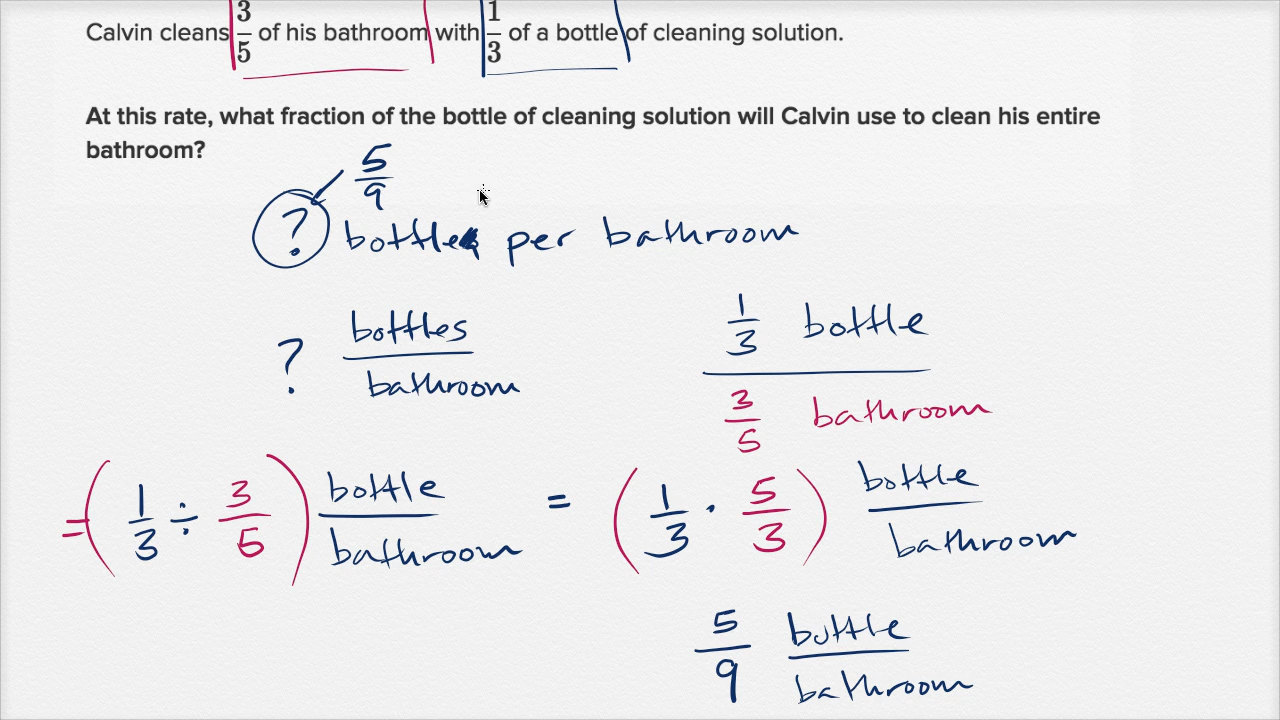 Calvin cleans 3/5 of his bathroom with 1/3 of a bottle of cleaning solution.
At this rate, what fraction of the bottle of cleaning solution will Calvin use to clean his entire
bathroom?
5/9
? bottle per bathroom
? bottles/bathroom
1/3 bottle
3/5 bathroom
= (1/3 ÷ 3/5) bottle/bathroom = (1/3 · 5/3) bottle/bathroom
5/9 bottle/bathroom